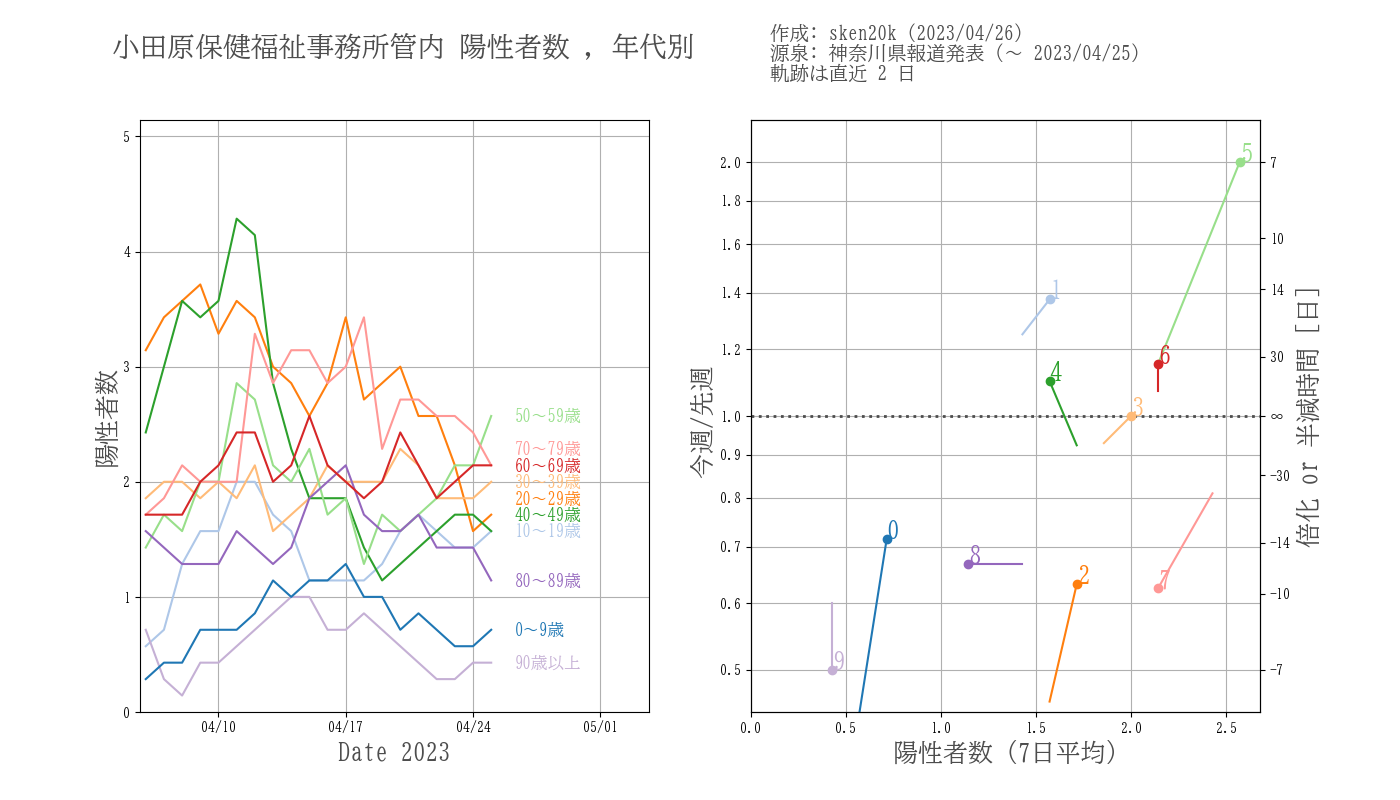 小田原保健福祉事務所管内 陽性者数 , 年代別
作成: sken20k (2023/04/26)
源泉: 神奈川県報道発表 (〜 2023/04/25)
軌跡は直近 2 日
5
4
3
2
1
0
陽性者数
04/10
04/17
04/24
05/01
Date 2023
50〜59歳
70〜79歳
60〜69歳
30〜39歳
20〜29歳
40〜49歳
10〜19歳
80〜89歳
0〜9歳
90歳以上
今週/先週
2.0
1.8
1.6
1.4
1.2
1.0
0.9
0.8
0.7
0.6
0.5
5
1
6
4
3
0
8
2
7
9
0.0
0.5
1.0
1.5
2.0
2.5
陽性者数 (7日平均)
7
10
14
30
∞
−30
−14
−10
−7
倍化 or 半減時間 [日]